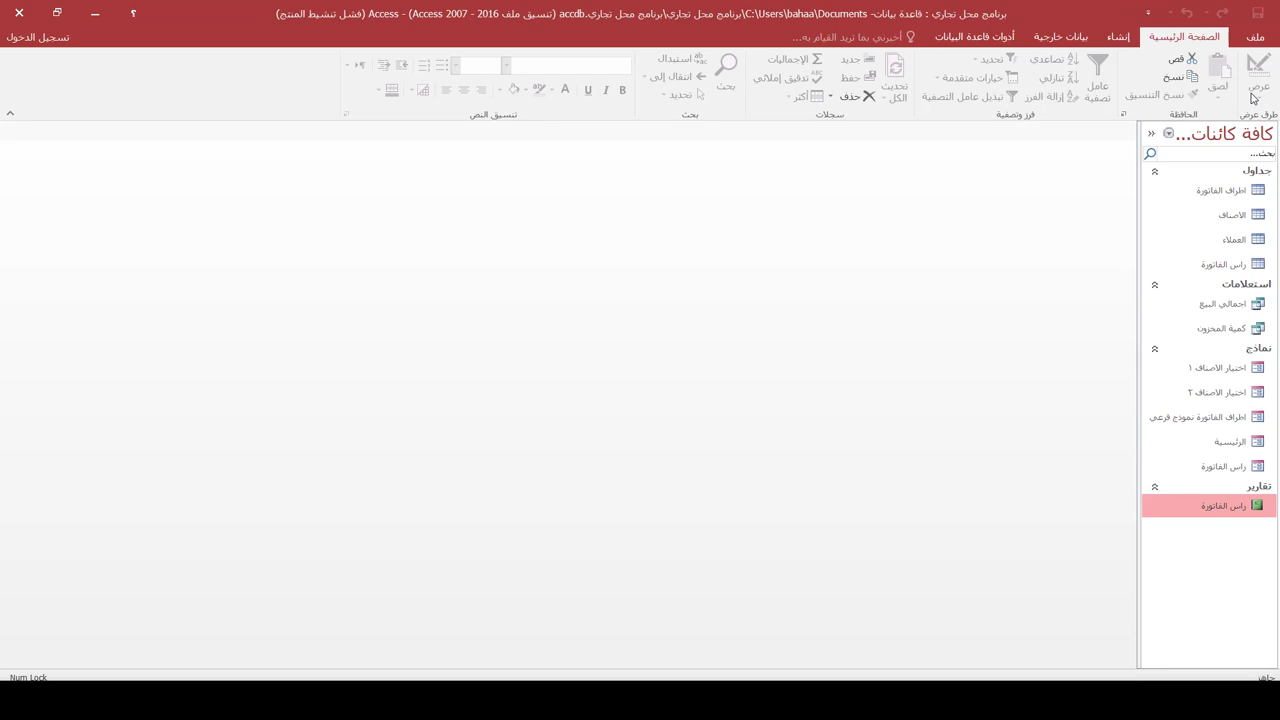 برنامج محل تجاري : قاعدة بيانات- C:\Users\bahaa\Documents\برنامج محل تجاري\برنامج محل تجاري.accdb (تنسيق ملف Access 2007 - 2016) - Access (فشل تنشيط المنتج)
ملف
الصفحة الرئيسية
إنشاء
بيانات خارجية
أدوات قاعدة البيانات
أخبرني بما تريد القيام به...
تسجيل الدخول
عرض
طرق عرض
لصق
قص
نسخ
نسخ التنسيق
الحافظة
عامل تصفية
تصاعدي
تنازلي
إزالة الفرز
تحديد
خيارات متقدمة
تبديل عامل التصفية
فرز وتصفية
تحديث الكل
جديد
حفظ
حذف
الإجماليات
تدقيق إملائي
أكثر
سجلات
بحث
استبدال
انتقال إلى
تحديد
بحث
B I U A
تنسيق النص
كافة كائنات...
بحث...
جداول
اطراف الفاتورة
الاصناف
العملاء
راس الفاتورة
استعلامات
اجمالي البيع
كمية المخزون
نماذج
اختيار الاصناف ١
اختيار الاصناف ٢
اطراف الفاتورة نموذج فرعي
الرئيسية
راس الفاتورة
تقارير
راس الفاتورة
جاهز
Num Lock